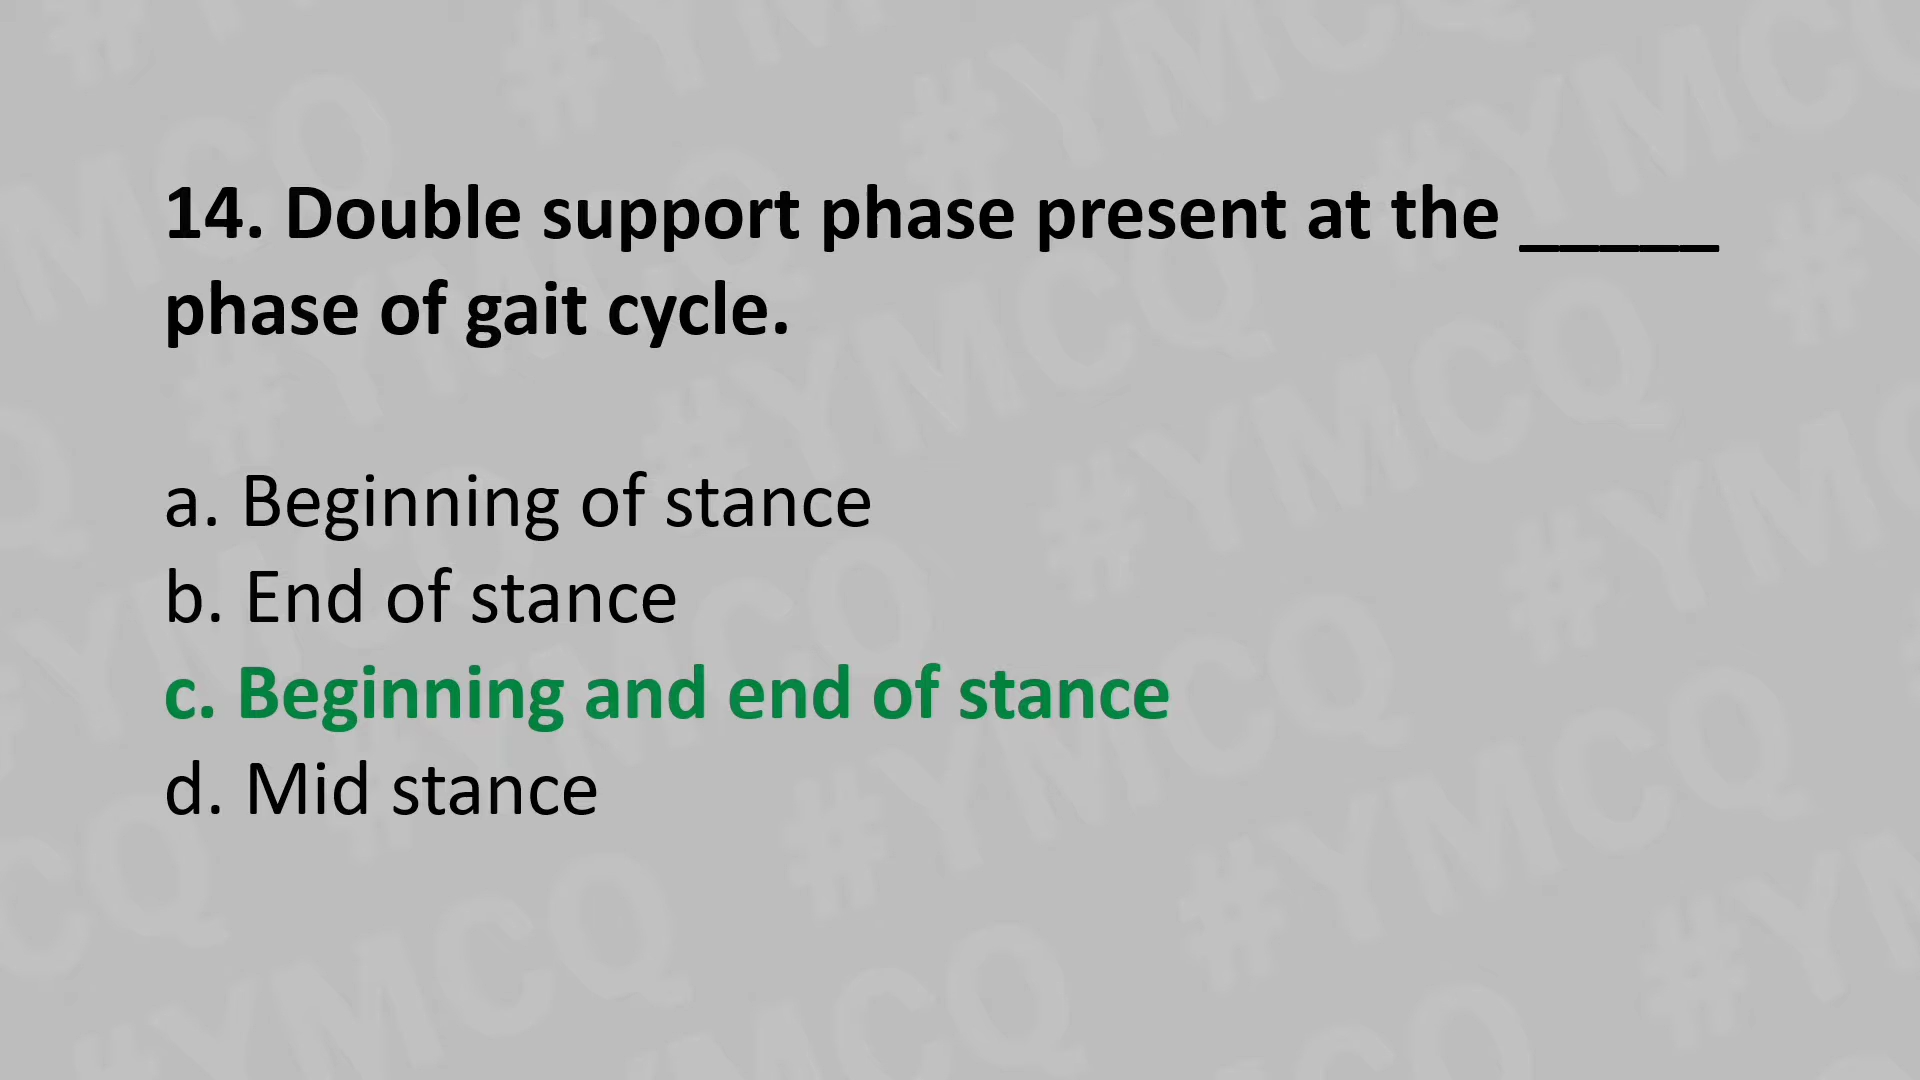 14. Double support phase present at the _____
phase of gait cycle.
a. Beginning of stance
b. End of stance
c. Beginning and end of stance
d. Mid stance
#YMCQ